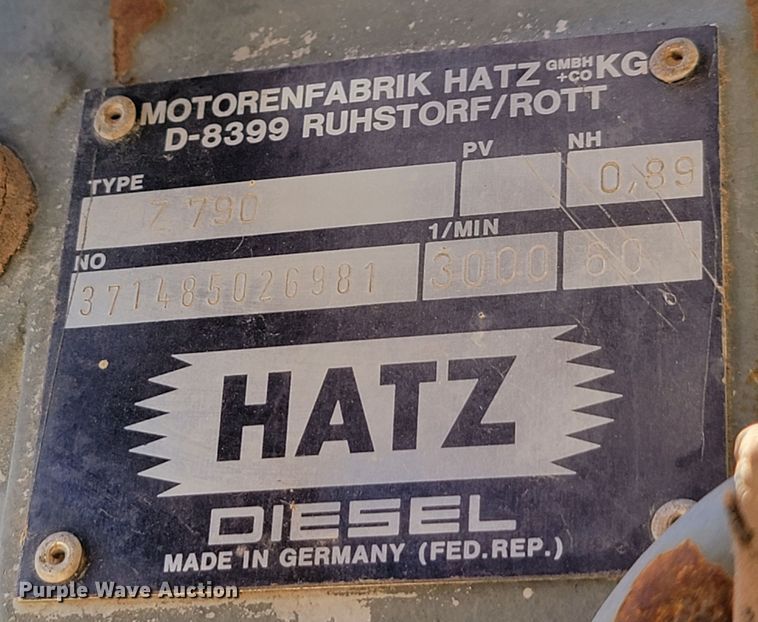 MOTORENFABRIK HATZ GMBH +CO KG
D-8399 RUHSTORF/ROTT
TYPE PV NH
Z 790 0,89
NO 1/MIN
371485026981 3000 60
HATZ
DIESEL
MADE IN GERMANY (FED.REP.)
Purple Wave Auction